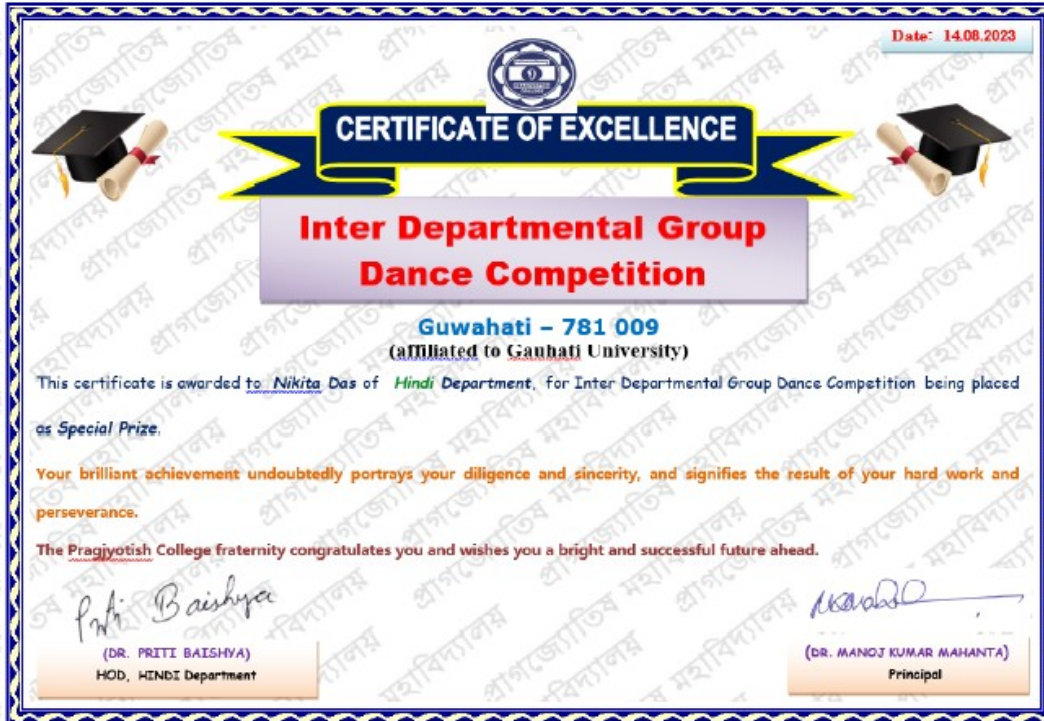 Date: 14.08.2023
CERTIFICATE OF EXCELLENCE
Inter Departmental Group
Dance Competition
Guwahati – 781 009
(affiliated to Gauhati University)
This certificate is awarded to Nikita Das of Hindi Department, for Inter Departmental Group Dance Competition being placed
as Special Prize.
Your brilliant achievement undoubtedly portrays your diligence and sincerity, and signifies the result of your hard work and
perseverance.
The Pragjyotish College fraternity congratulates you and wishes you a bright and successful future ahead.
Priti Baishya
(DR. PRITI BAISHYA)
HOD, HINDI Department
(DR. MANOJ KUMAR MAHANTA)
Principal
প্রাগজ্যোতিষ মহাবিদ্যালয়